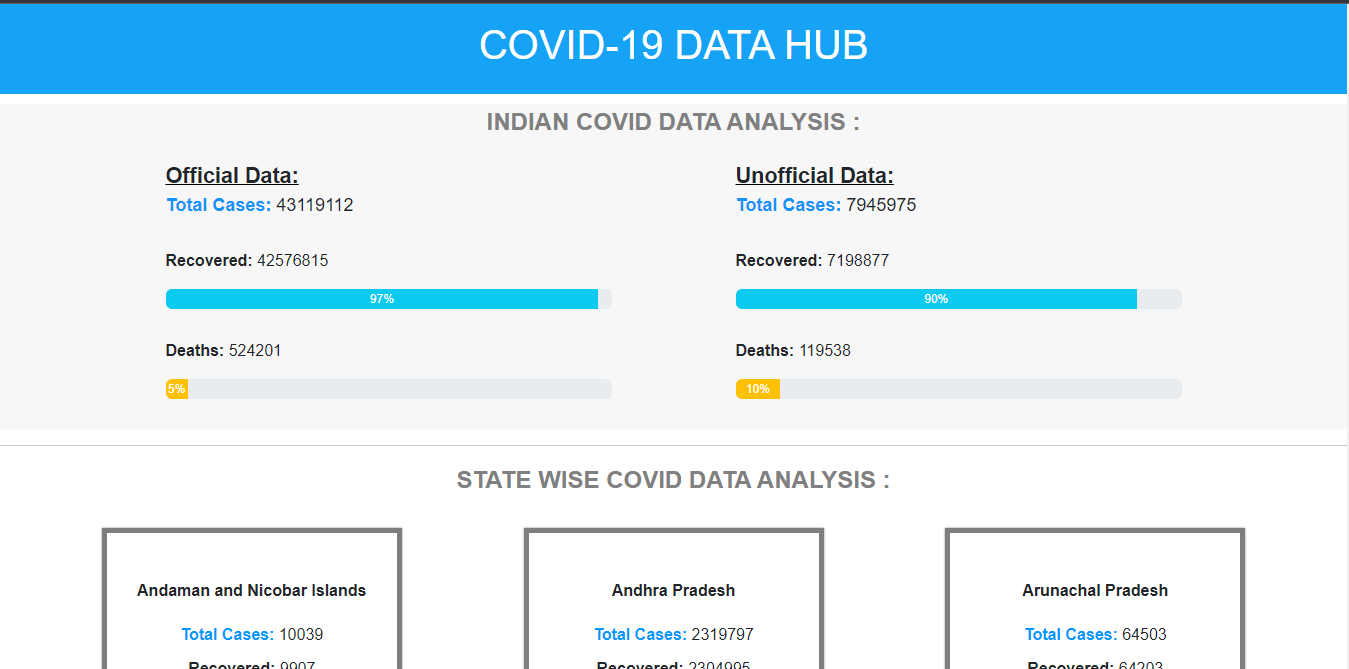 COVID-19 DATA HUB
INDIAN COVID DATA ANALYSIS :
Official Data:
Total Cases: 43119112
Recovered: 42576815
97%
Deaths: 524201
5%
Unofficial Data:
Total Cases: 7945975
Recovered: 7198877
90%
Deaths: 119538
10%
STATE WISE COVID DATA ANALYSIS :
Andaman and Nicobar Islands
Total Cases: 10039
Recovered: 9907
Andhra Pradesh
Total Cases: 2319797
Recovered: 2304995
Arunachal Pradesh
Total Cases: 64503
Recovered: 64203